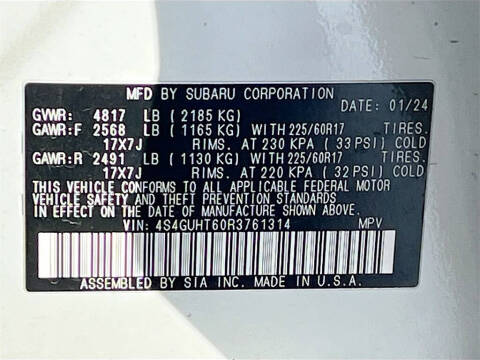 MFD BY SUBARU CORPORATION
DATE: 01/24
GVWR: 4817 LB (2185 KG)
GAWR:F 2568 LB (1165 KG) WITH 225/60R17 TIRES.
17X7J RIMS. AT 230 KPA (33 PSI) COLD
GAWR:R 2491 LB (1130 KG) WITH 225/60R17 TIRES.
17X7J RIMS. AT 220 KPA (32 PSI) COLD
THIS VEHICLE CONFORMS TO ALL APPLICABLE FEDERAL MOTOR
VEHICLE SAFETY AND THEFT PREVENTION STANDARDS
IN EFFECT ON THE DATE OF MANUFACTURE SHOWN ABOVE.
VIN: 4S4GUHT60R3761314 MPV
ASSEMBLED BY SIA INC. MADE IN U.S.A.